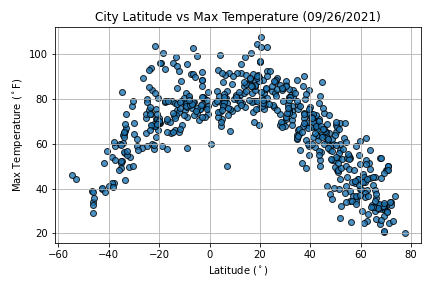 City Latitude vs Max Temperature (09/26/2021)
Max Temperature (°F)
100
80
60
40
20
−60 −40 −20 0 20 40 60 80
Latitude (°)